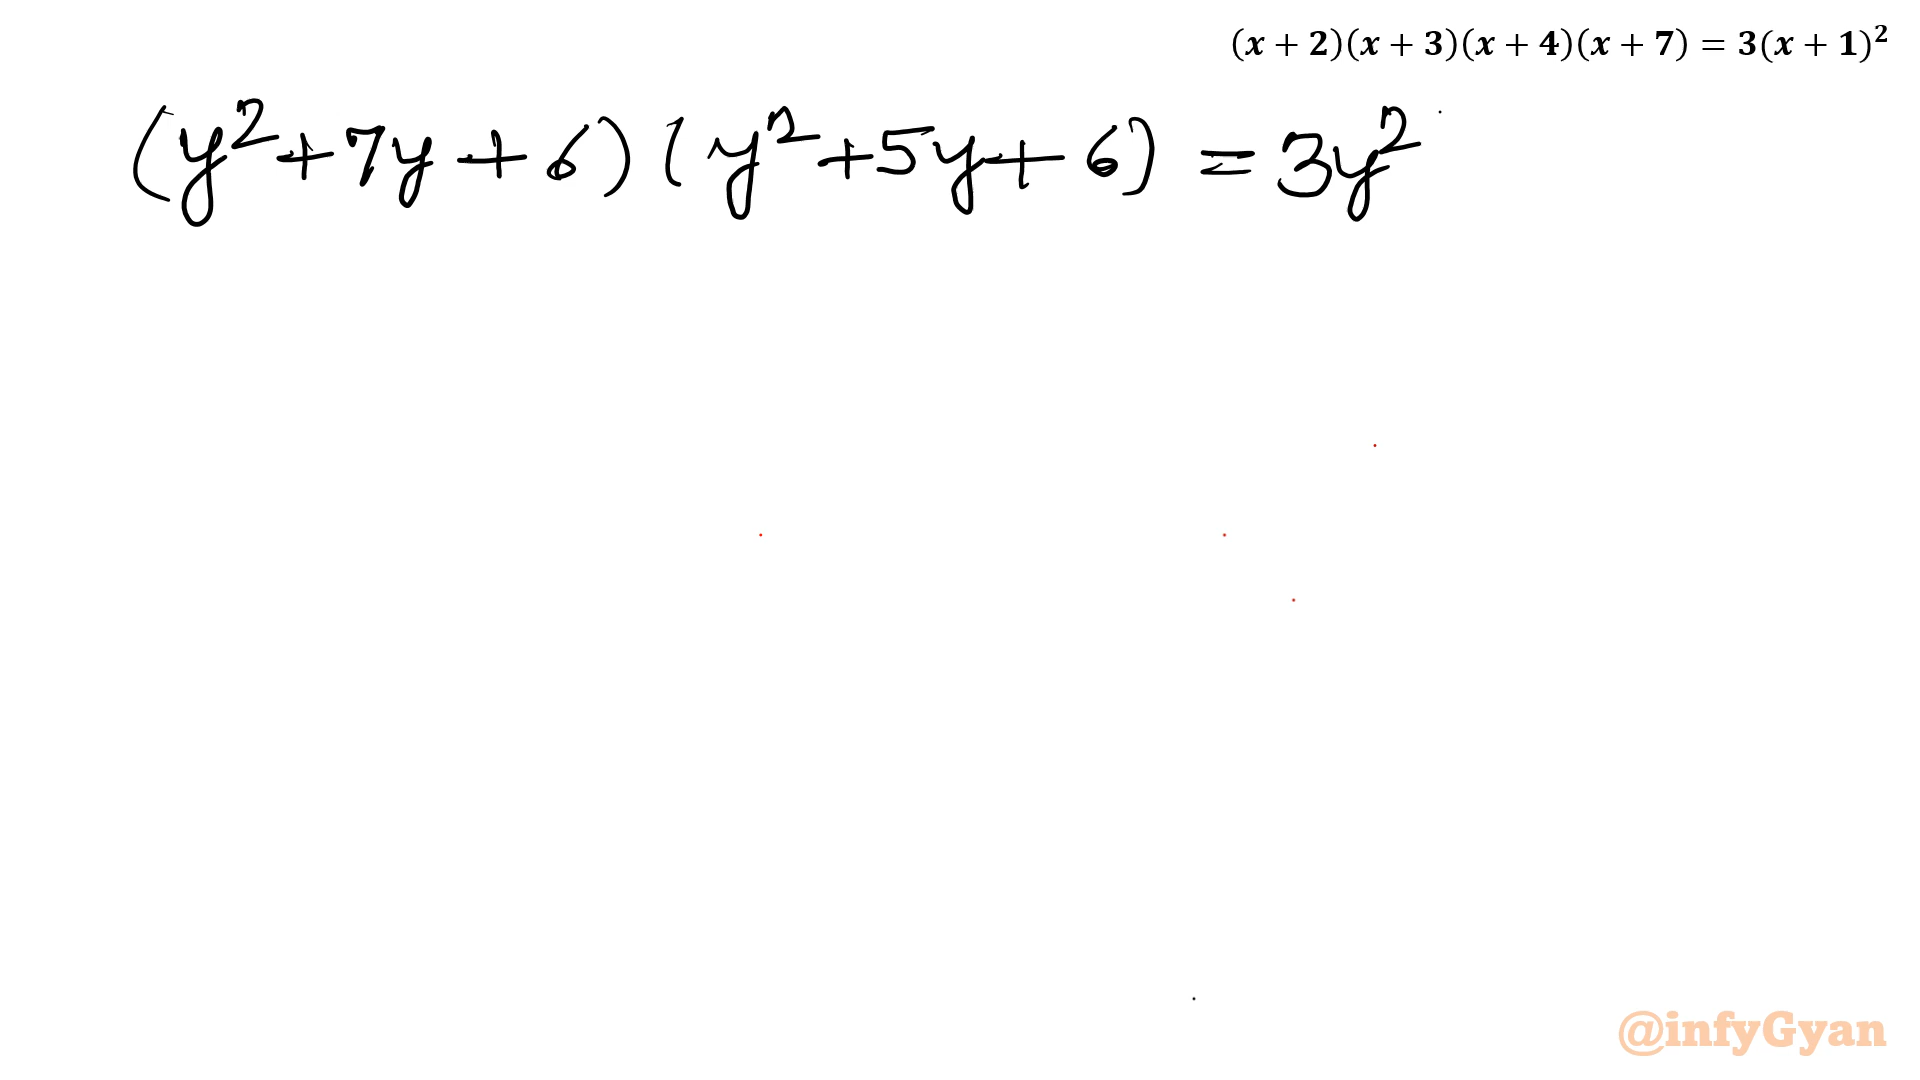 (x + 2)(x + 3)(x + 4)(x + 7) = 3(x + 1)²
(y²+7y+6)(y²+5y+6) = 3y²
@infyGyan